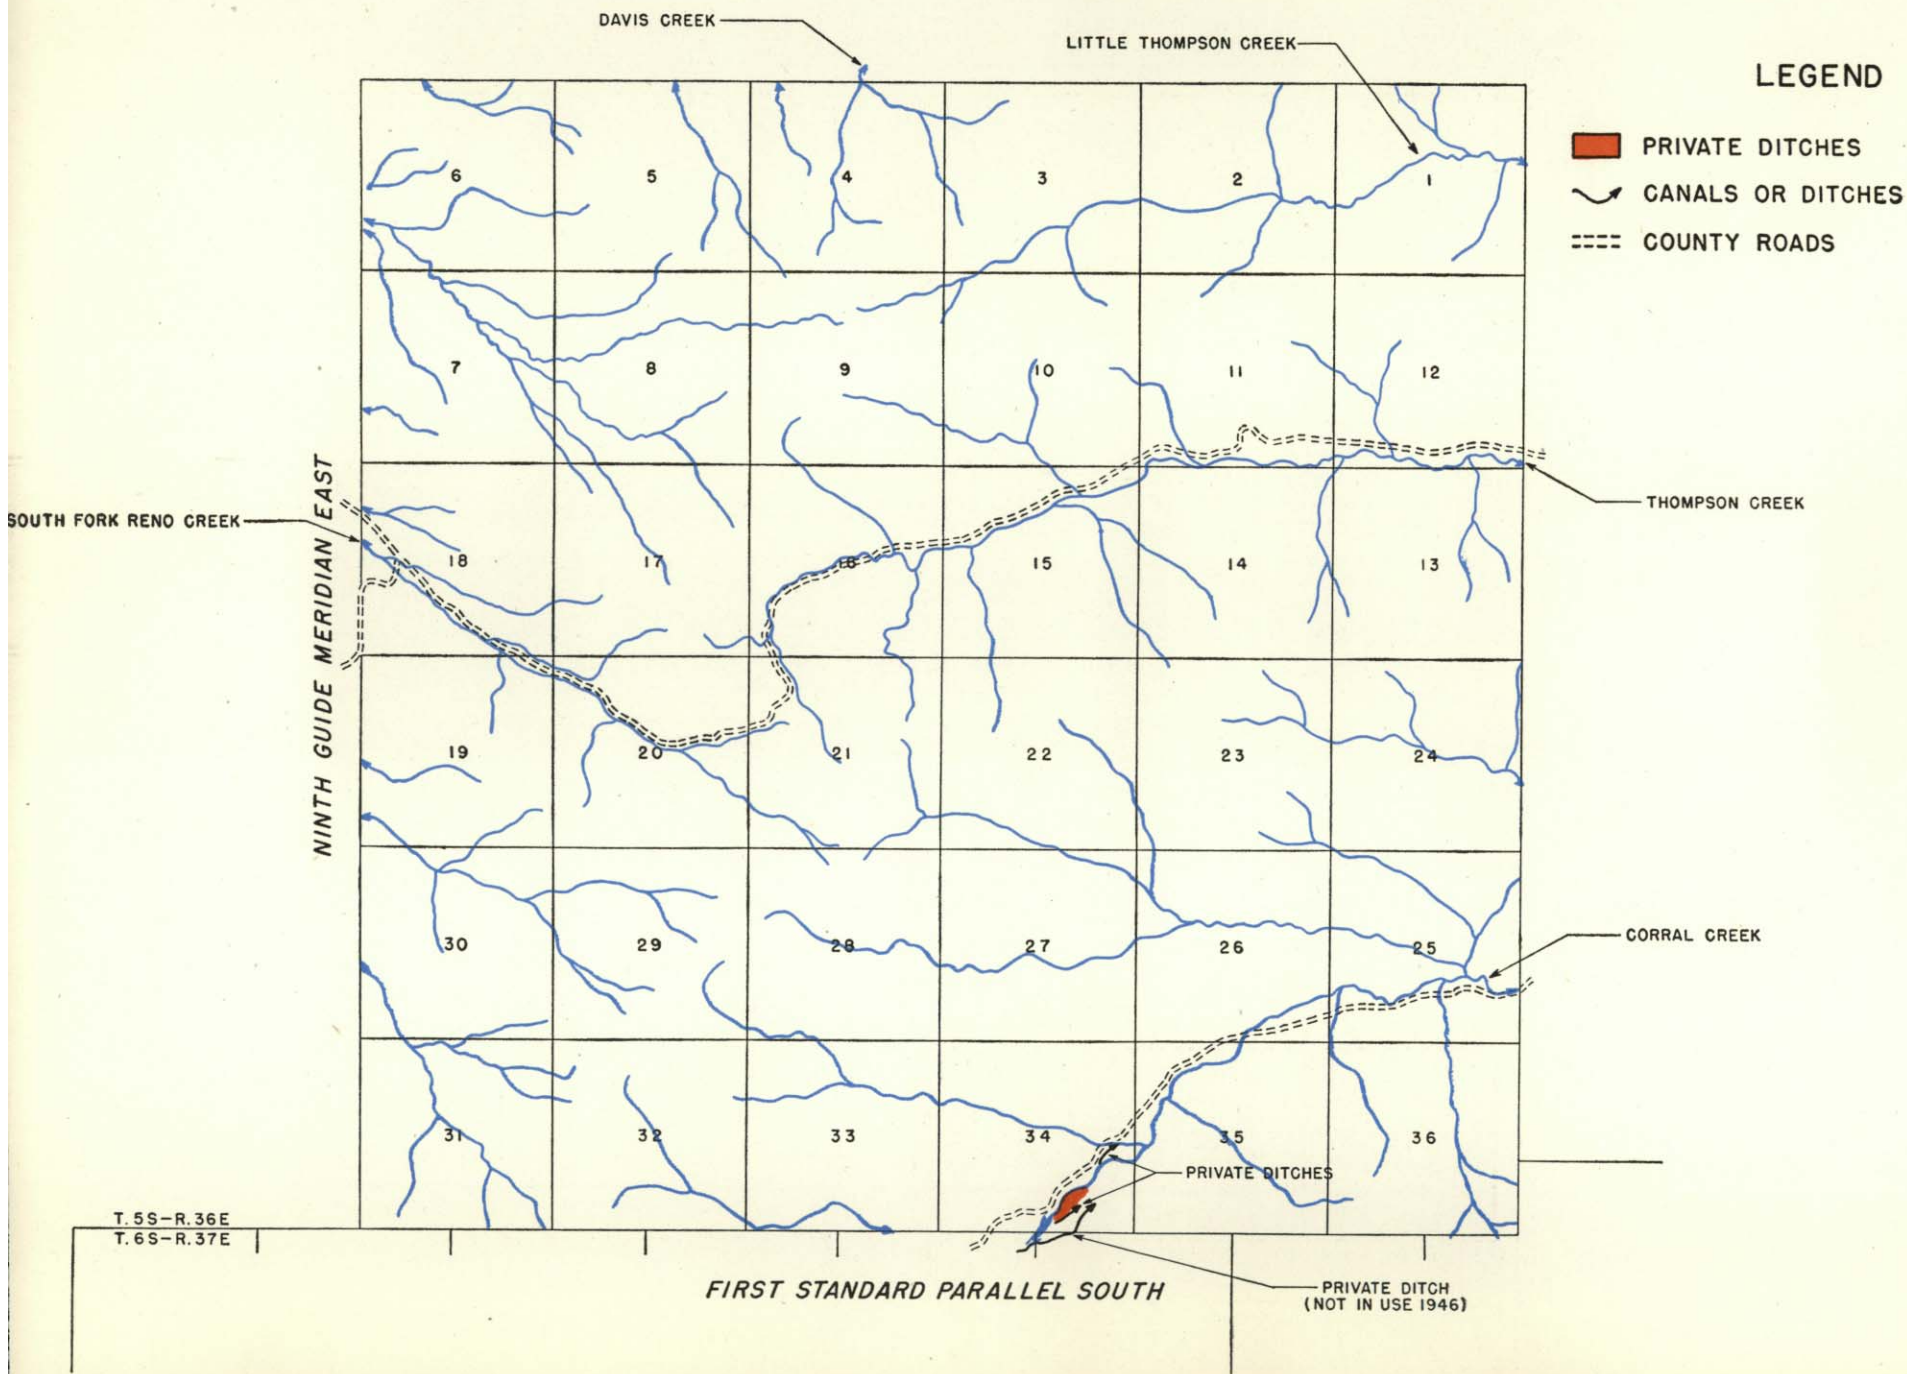 DAVIS CREEK
LITTLE THOMPSON CREEK
LEGEND
PRIVATE DITCHES
CANALS OR DITCHES
COUNTY ROADS
6 5 4 3 2 1
7 8 9 10 11 12
NINTH GUIDE MERIDIAN EAST
SOUTH FORK RENO CREEK
THOMPSON CREEK
18 17 16 15 14 13
19 20 21 22 23 24
30 29 28 27 26 25
CORRAL CREEK
31 32 33 34 35 36
PRIVATE DITCHES
T. 5S–R. 36E
T. 6S–R. 37E
FIRST STANDARD PARALLEL SOUTH
PRIVATE DITCH
(NOT IN USE 1946)